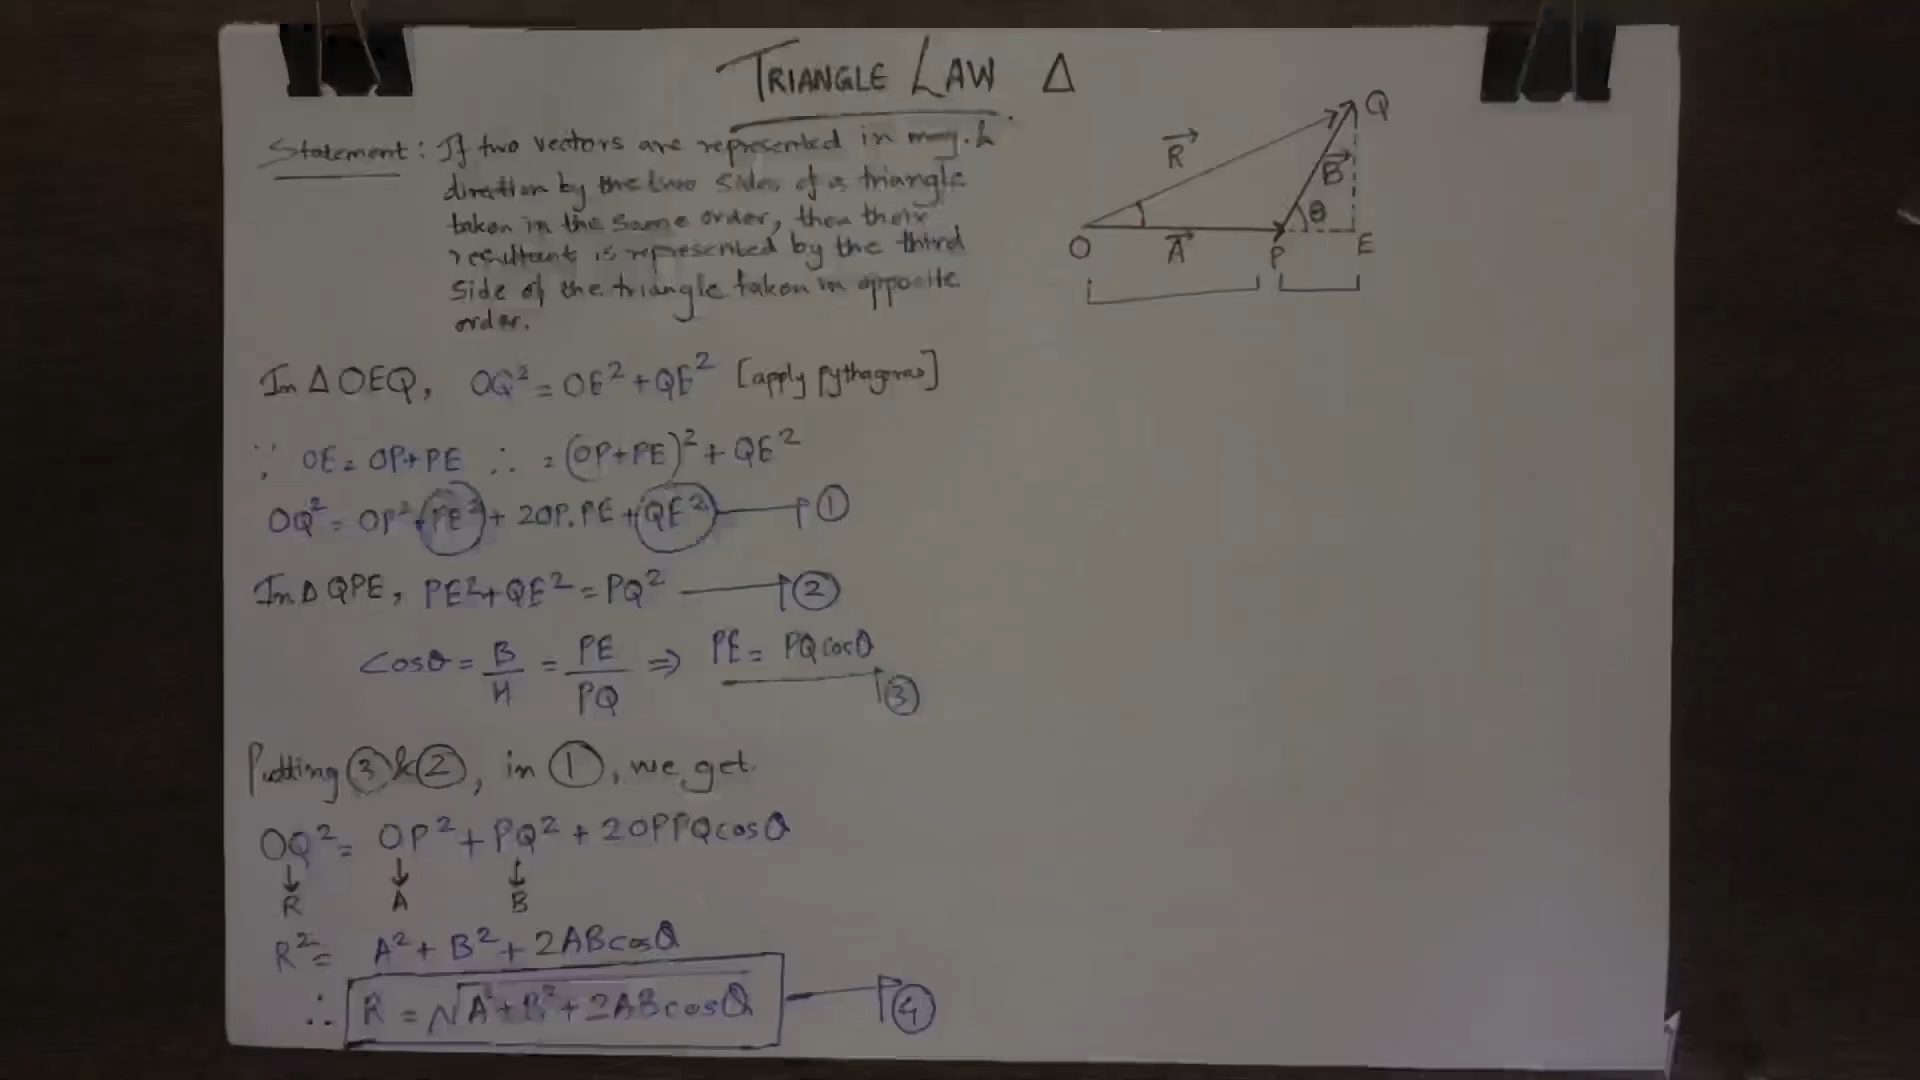 TRIANGLE LAW Δ
Statement: If two vectors are represented in mag. &
direction by the two sides of a triangle
taken in the same order, then their
resultant is represented by the third
side of the triangle taken in opposite
order.
Q
R⃗
B⃗
θ
O
A⃗
P
E
In Δ OEQ, OQ² = OE² + QE² [apply pythagoras]
∵ OE = OP+PE ∴ = (OP+PE)² + QE²
OQ² = OP² + PE² + 2OP.PE + QE² ①
In Δ QPE, PE² + QE² = PQ² ②
Cosθ = B/H = PE/PQ ⇒ PE = PQ cosθ
③
Putting ③ & ②, in ①, we get.
OQ² = OP² + PQ² + 2OPPQcosθ
↓ ↓ ↓
R A B
R² = A² + B² + 2ABcosθ
∴ R = √A² + B² + 2ABcosθ ④